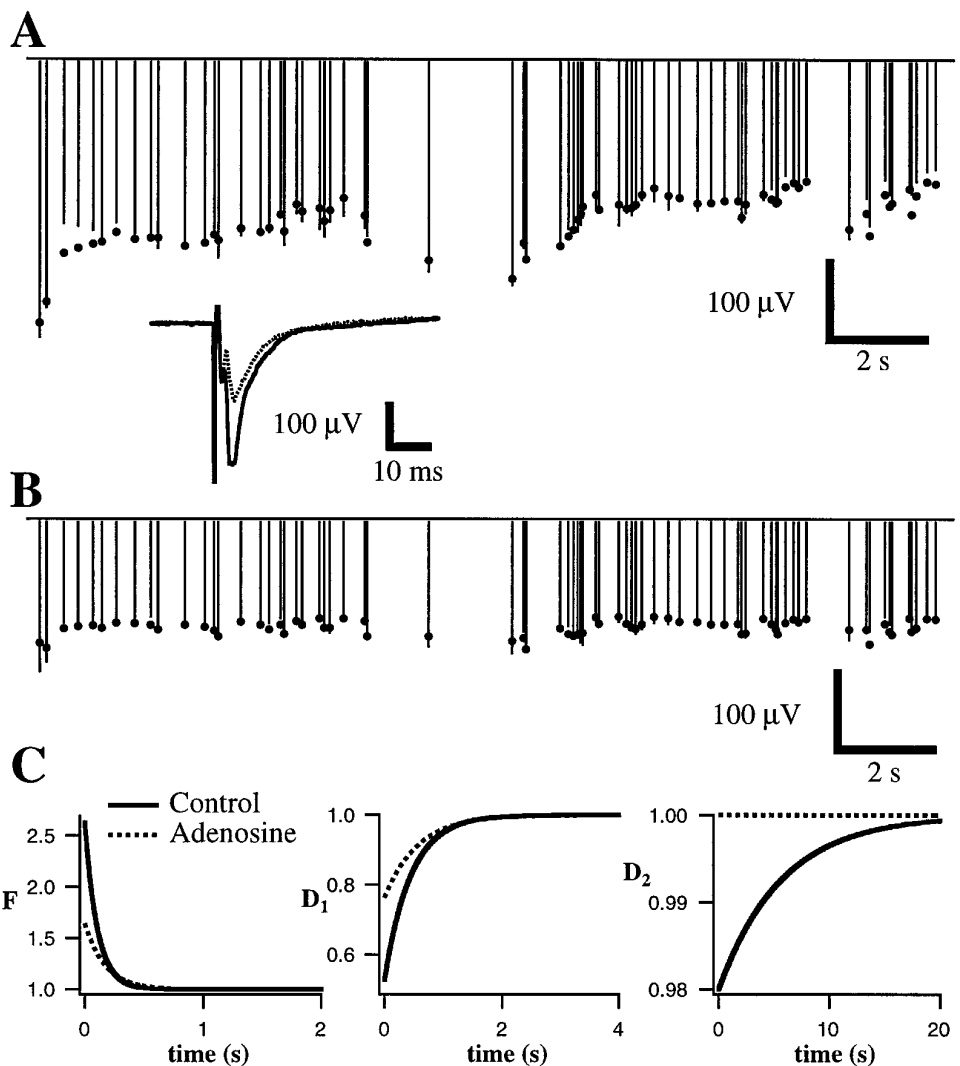 A
100 μV
2 s
100 μV
10 ms
B
100 μV
2 s
C
Control
Adenosine
F
2.5
2.0
1.5
1.0
0
1
2
time (s)
D1
1.0
0.8
0.6
0
2
4
time (s)
D2
1.00
0.99
0.98
0
10
20
time (s)